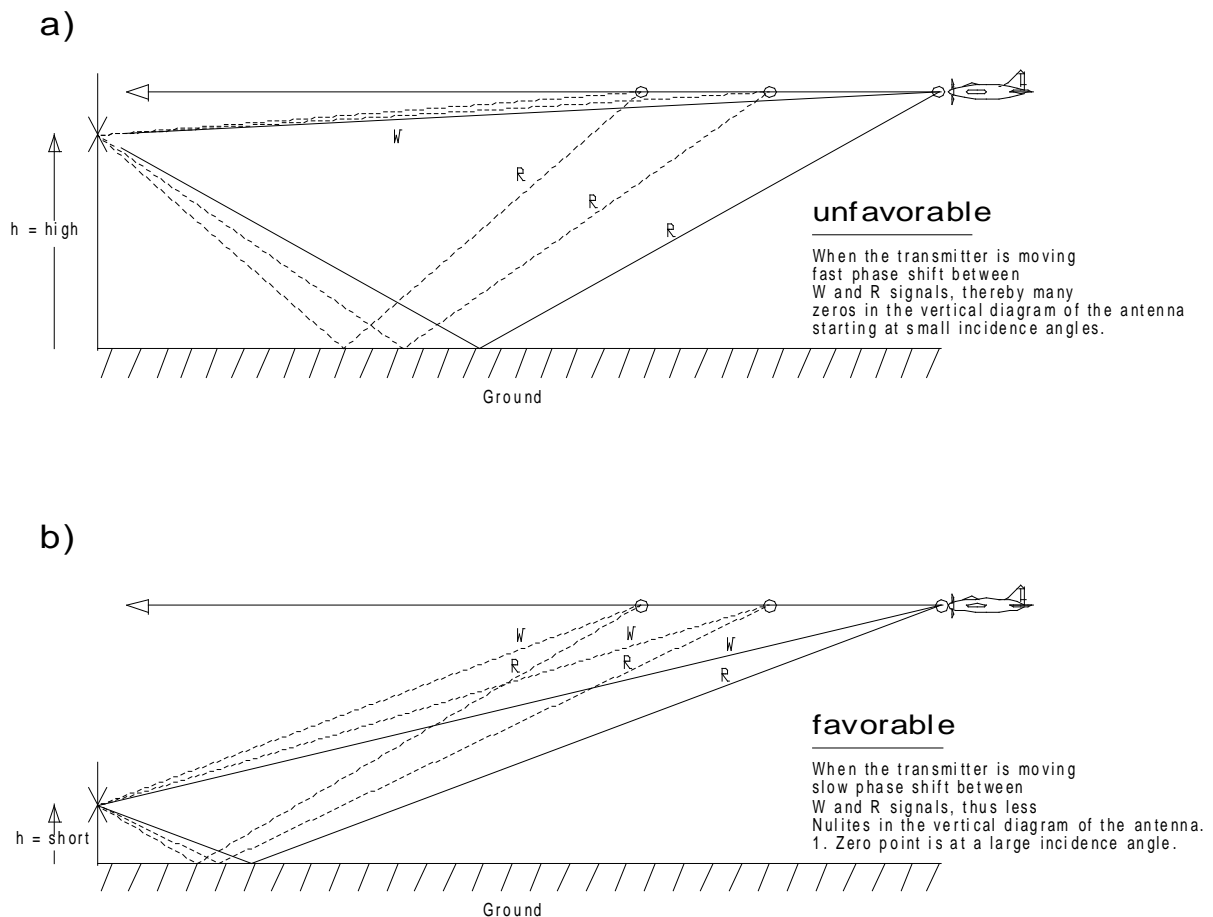 a)
W
R
R
R
h = high
unfavorable
When the transmitter is moving
fast phase shift between
W and R signals, thereby many
zeros in the vertical diagram of the antenna
starting at small incidence angles.
Ground
b)
W
W
W
R
R
R
h = short
favorable
When the transmitter is moving
slow phase shift between
W and R signals, thus less
Nulites in the vertical diagram of the antenna.
1. Zero point is at a large incidence angle.
Ground